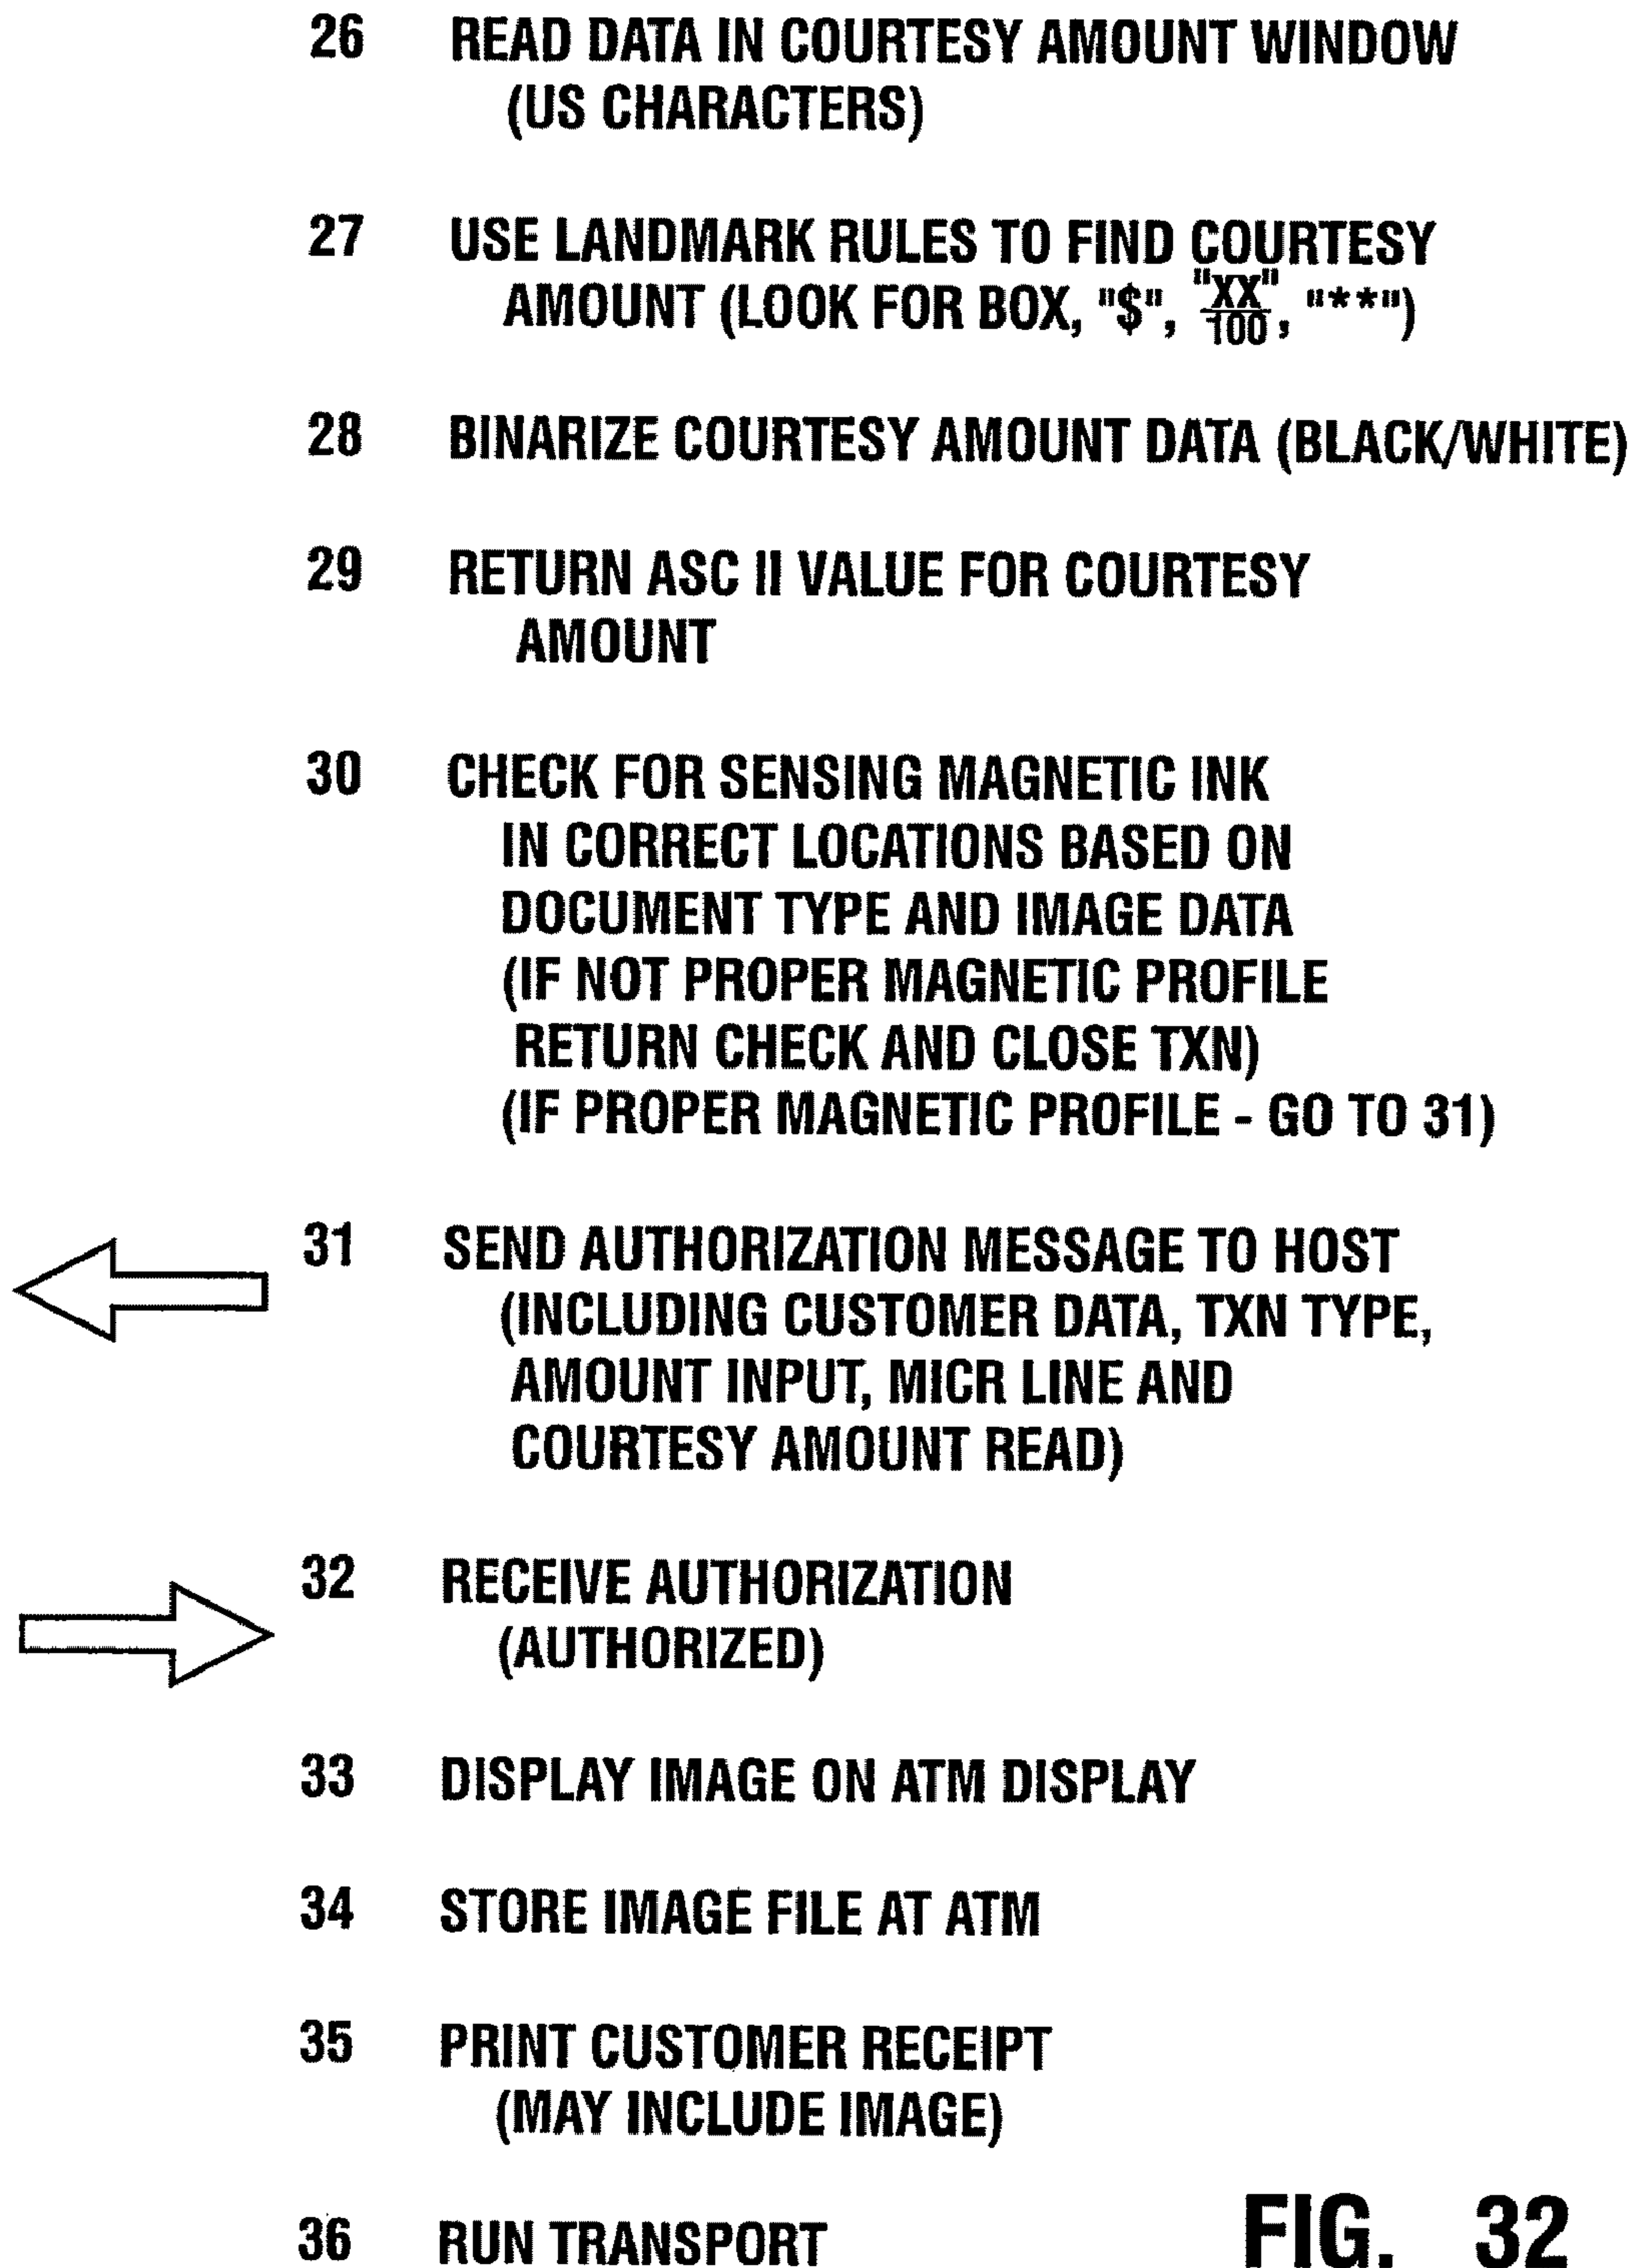 26 READ DATA IN COURTESY AMOUNT WINDOW
(US CHARACTERS)
27 USE LANDMARK RULES TO FIND COURTESY
AMOUNT (LOOK FOR BOX, "$", "XX"/100, "**")
28 BINARIZE COURTESY AMOUNT DATA (BLACK/WHITE)
29 RETURN ASC II VALUE FOR COURTESY
AMOUNT
30 CHECK FOR SENSING MAGNETIC INK
IN CORRECT LOCATIONS BASED ON
DOCUMENT TYPE AND IMAGE DATA
(IF NOT PROPER MAGNETIC PROFILE
RETURN CHECK AND CLOSE TXN)
(IF PROPER MAGNETIC PROFILE - GO TO 31)
31 SEND AUTHORIZATION MESSAGE TO HOST
(INCLUDING CUSTOMER DATA, TXN TYPE,
AMOUNT INPUT, MICR LINE AND
COURTESY AMOUNT READ)
32 RECEIVE AUTHORIZATION
(AUTHORIZED)
33 DISPLAY IMAGE ON ATM DISPLAY
34 STORE IMAGE FILE AT ATM
35 PRINT CUSTOMER RECEIPT
(MAY INCLUDE IMAGE)
36 RUN TRANSPORT
FIG. 32